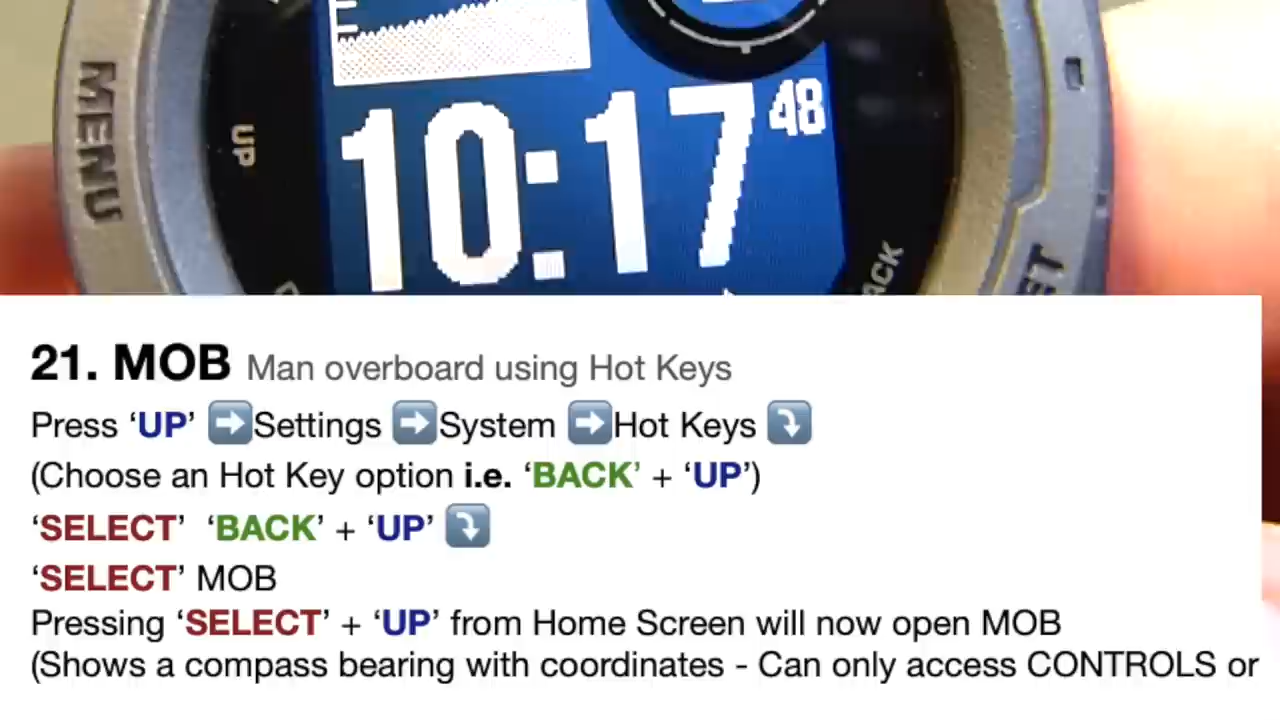 MENU
UP
10:17 48
21. MOB Man overboard using Hot Keys
Press ‘UP’ ➡️Settings ➡️System ➡️Hot Keys ⤵️
(Choose an Hot Key option i.e. ‘BACK’ + ‘UP’)
‘SELECT’ ‘BACK’ + ‘UP’ ⤵️
‘SELECT’ MOB
Pressing ‘SELECT’ + ‘UP’ from Home Screen will now open MOB
(Shows a compass bearing with coordinates - Can only access CONTROLS or